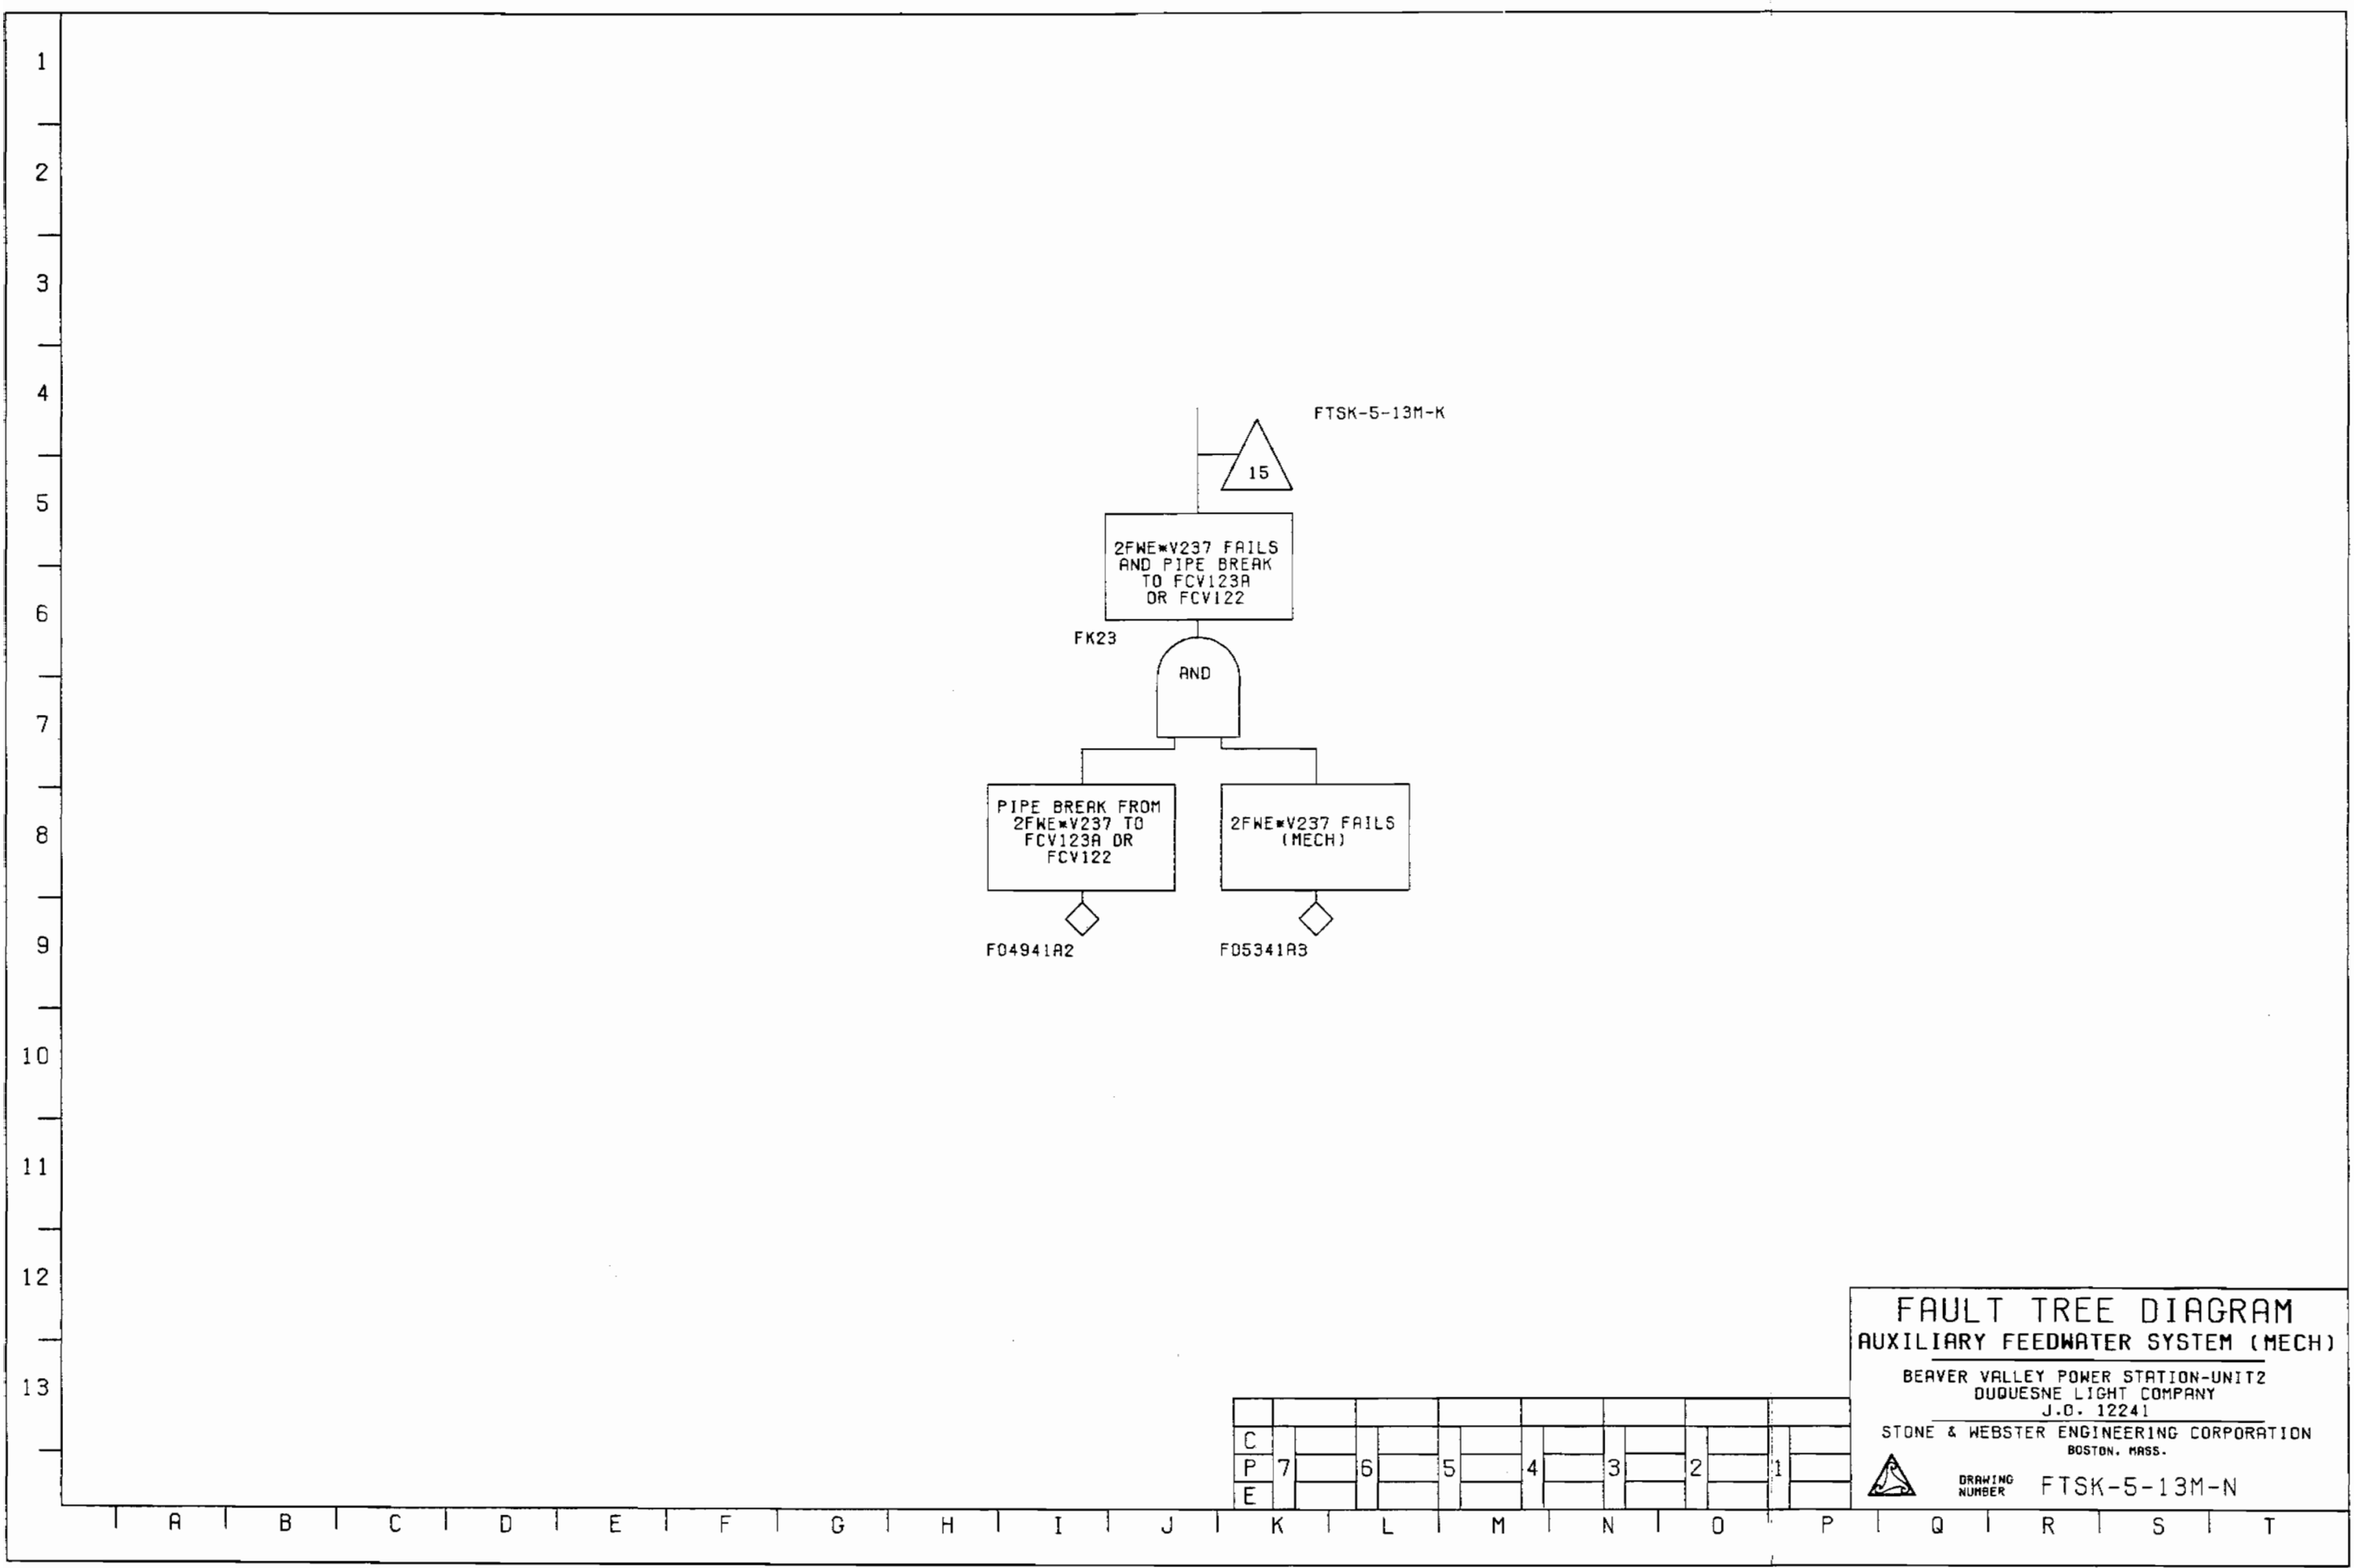 1
2
3
4
5
6
7
8
9
10
11
12
13
FTSK-5-13M-K
15
2FWE*V237 FAILS
AND PIPE BREAK
TO FCV123A
OR FCV122
FK23
AND
PIPE BREAK FROM
2FWE*V237 TO
FCV123A OR
FCV122
2FWE*V237 FAILS
(MECH)
F04941A2
F05341A3
FAULT TREE DIAGRAM
AUXILIARY FEEDWATER SYSTEM (MECH)
BEAVER VALLEY POWER STATION-UNIT2
DUQUESNE LIGHT COMPANY
J.O. 12241
STONE & WEBSTER ENGINEERING CORPORATION
BOSTON, MASS.
DRAWING
NUMBER
FTSK-5-13M-N
C
P 7 6 5 4 3 2 1
E
A B C D E F G H I J K L M N O P Q R S T